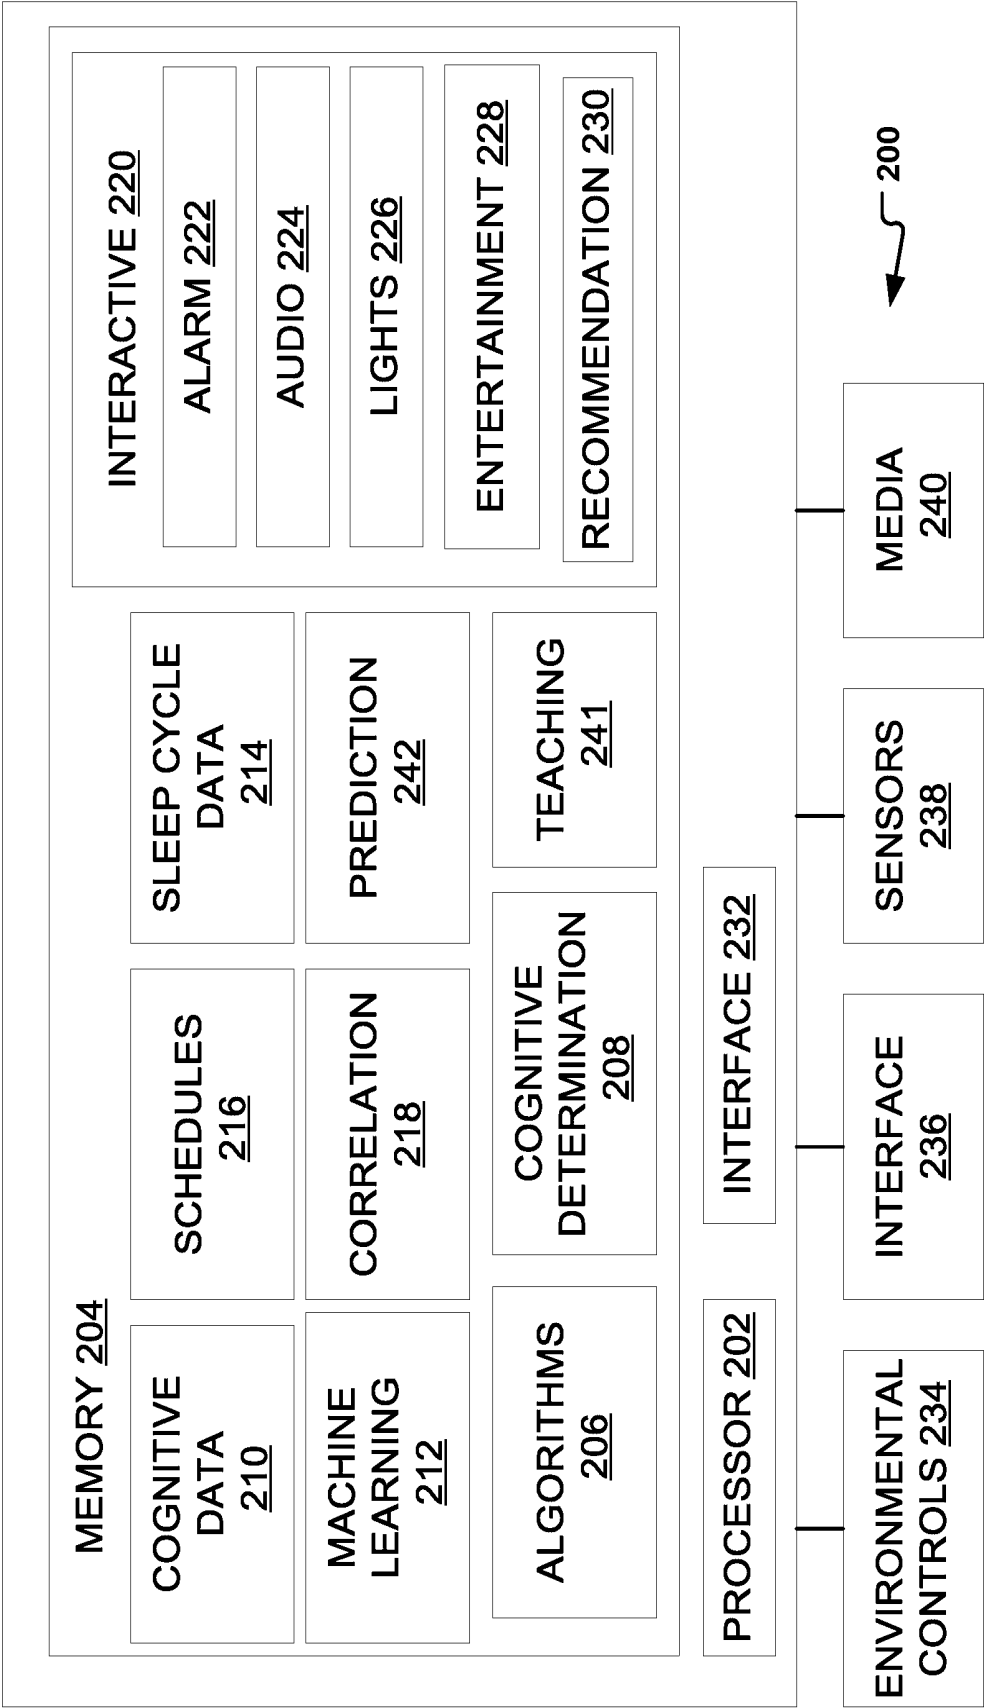 MEMORY 204
COGNITIVE
DATA
210
SCHEDULES
216
SLEEP CYCLE
DATA
214
MACHINE
LEARNING
212
CORRELATION
218
PREDICTION
242
ALGORITHMS
206
COGNITIVE
DETERMINATION
208
TEACHING
241
INTERACTIVE 220
ALARM 222
AUDIO 224
LIGHTS 226
ENTERTAINMENT 228
RECOMMENDATION 230
PROCESSOR 202
INTERFACE 232
ENVIRONMENTAL
CONTROLS 234
INTERFACE
236
SENSORS
238
MEDIA
240
200